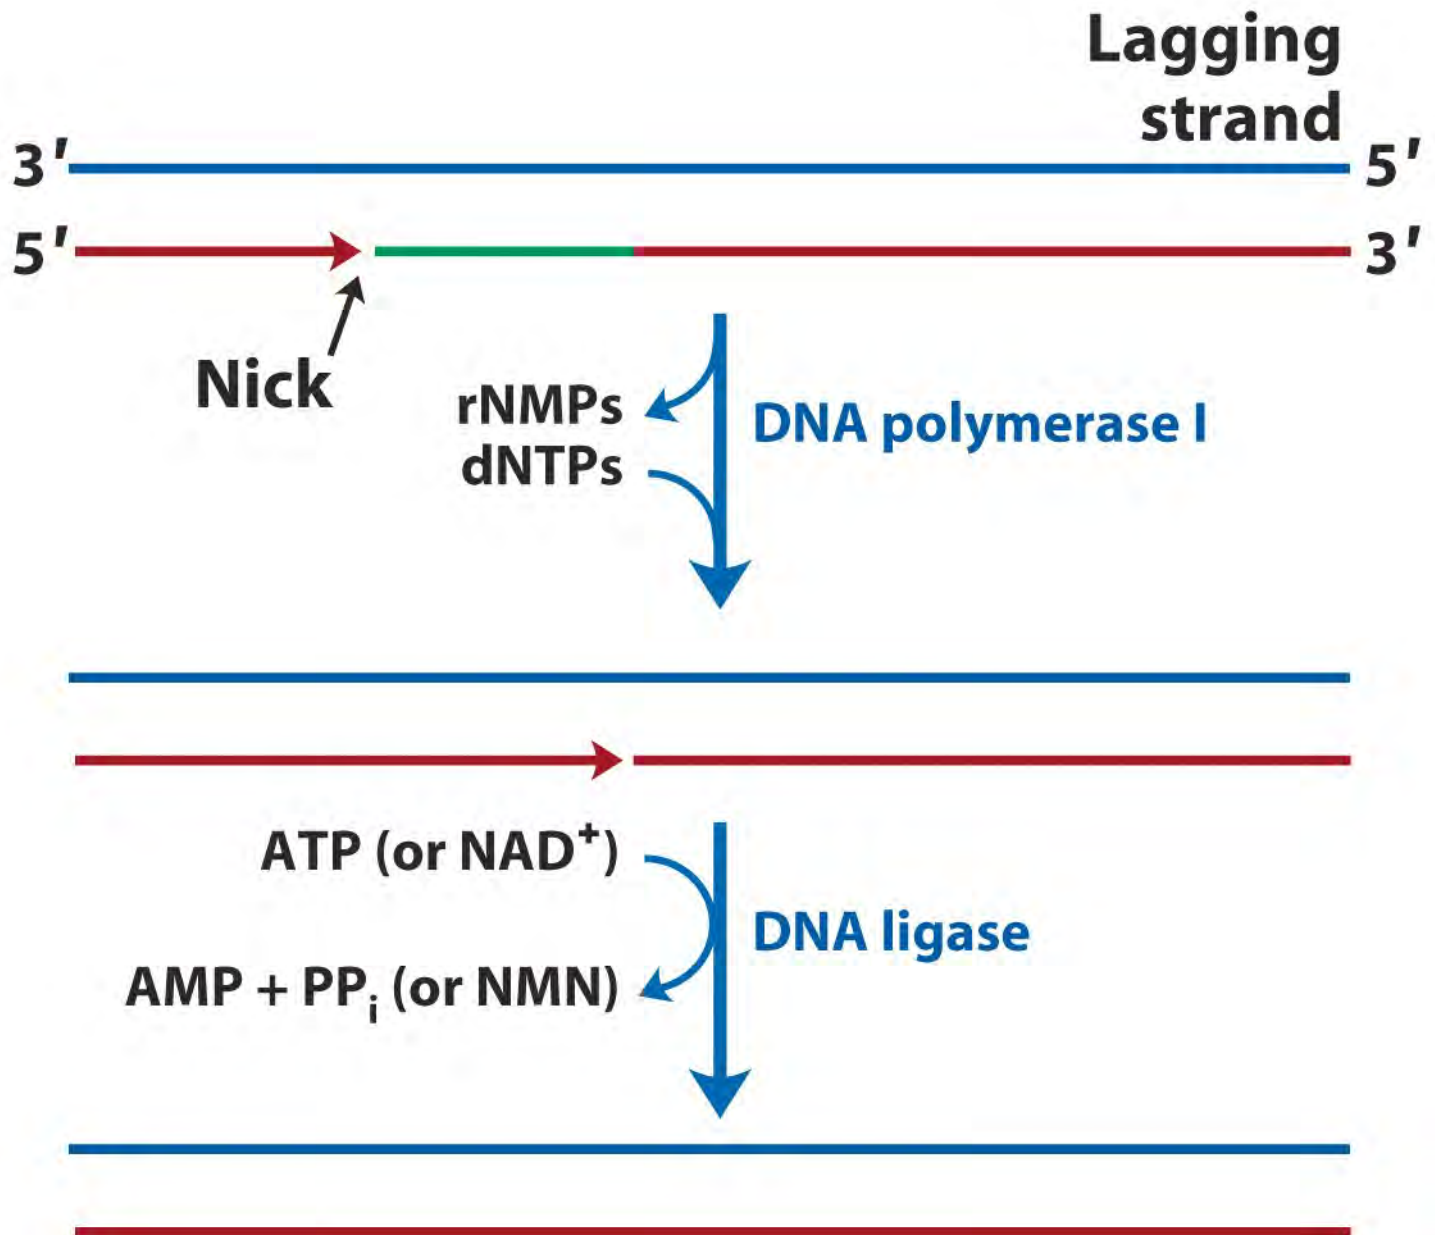 Lagging
strand
3′ 5′
5′ 3′
Nick
rNMPs
dNTPs
DNA polymerase I
ATP (or NAD⁺)
DNA ligase
AMP + PPᵢ (or NMN)